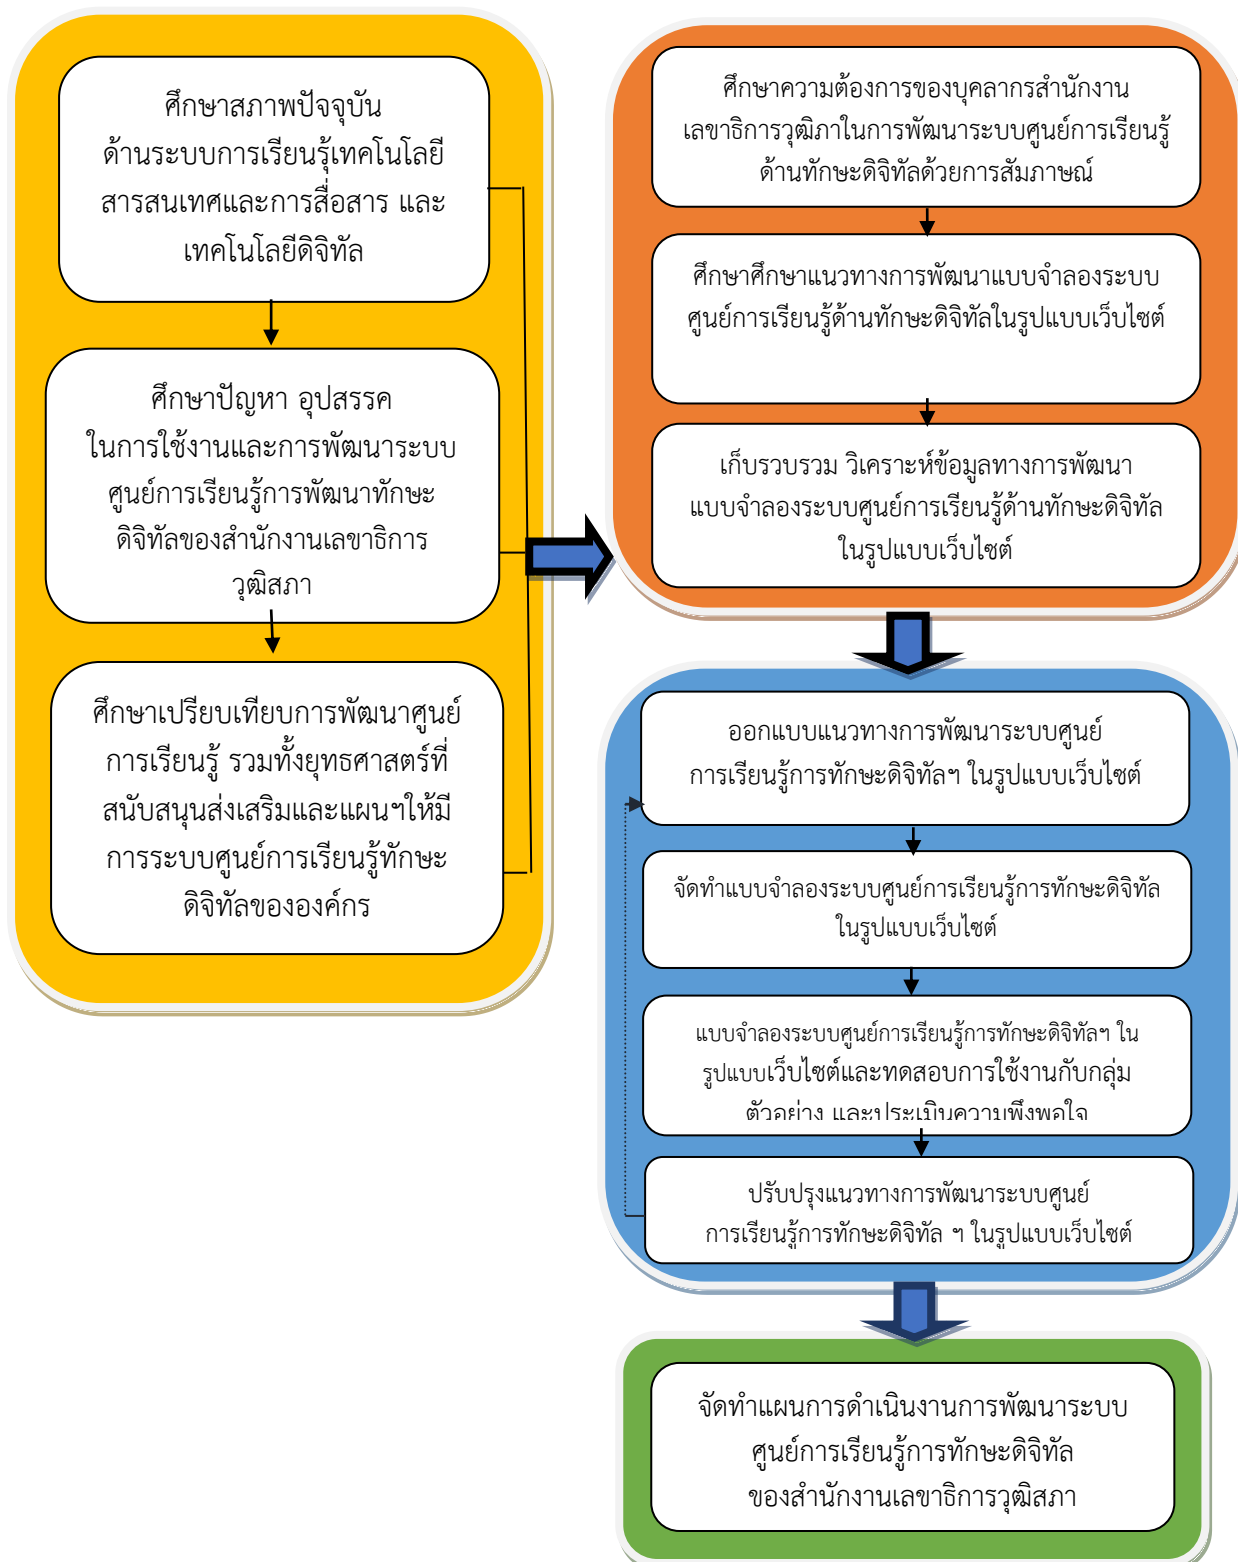 ศึกษาสภาพปัจจุบัน
ด้านระบบการเรียนรุ้เทคโนโลยี
สารสนเทศและการสื่อสาร และ
เทคโนโลยีดิจิทัล
ศึกษาปัญหา อุปสรรค
ในการใช้งานและการพัฒนาระบบ
ศูนย์การเรียนรู้การพัฒนาทักษะ
ดิจิทัลของสำนักงานเลขาธิการ
วุฒิสภา
ศึกษาเปรียบเทียบการพัฒนาศูนย์
การเรียนรู้ รวมทั้งยุทธศาสตร์ที่
สนับสนุนส่งเสริมและแผนฯให้มี
การระบบศูนย์การเรียนรู้ทักษะ
ดิจิทัลขององค์กร
ศึกษาความต้องการของบุคลากรสำนักงาน
เลขาธิการวุฒิภาในการพัฒนาระบบศูนย์การเรียนรู้
ด้านทักษะดิจิทัลด้วยการสัมภาษณ์
ศึกษาศึกษาแนวทางการพัฒนาแบบจำลองระบบ
ศูนย์การเรียนรู้ด้านทักษะดิจิทัลในรูปแบบเว็บไซต์
เก็บรวบรวม วิเคราะห์ข้อมูลทางการพัฒนา
แบบจำลองระบบศูนย์การเรียนรู้ด้านทักษะดิจิทัล
ในรูปแบบเว็บไซต์
ออกแบบแนวทางการพัฒนาระบบศูนย์
การเรียนรู้การทักษะดิจิทัลฯ ในรูปแบบเว็บไซต์
จัดทำแบบจำลองระบบศูนย์การเรียนรู้การทักษะดิจิทัล
ในรูปแบบเว็บไซต์
แบบจำลองระบบศูนย์การเรียนรู้การทักษะดิจิทัลฯ ใน
รูปแบบเว็บไซต์และทดสอบการใช้งานกับกลุ่ม
ตัวอย่าง และประเมินความพึงพอใจ
ปรับปรุงแนวทางการพัฒนาระบบศูนย์
การเรียนรู้การทักษะดิจิทัล ฯ ในรูปแบบเว็บไซต์
จัดทำแผนการดำเนินงานการพัฒนาระบบ
ศูนย์การเรียนรู้การทักษะดิจิทัล
ของสำนักงานเลขาธิการวุฒิสภา